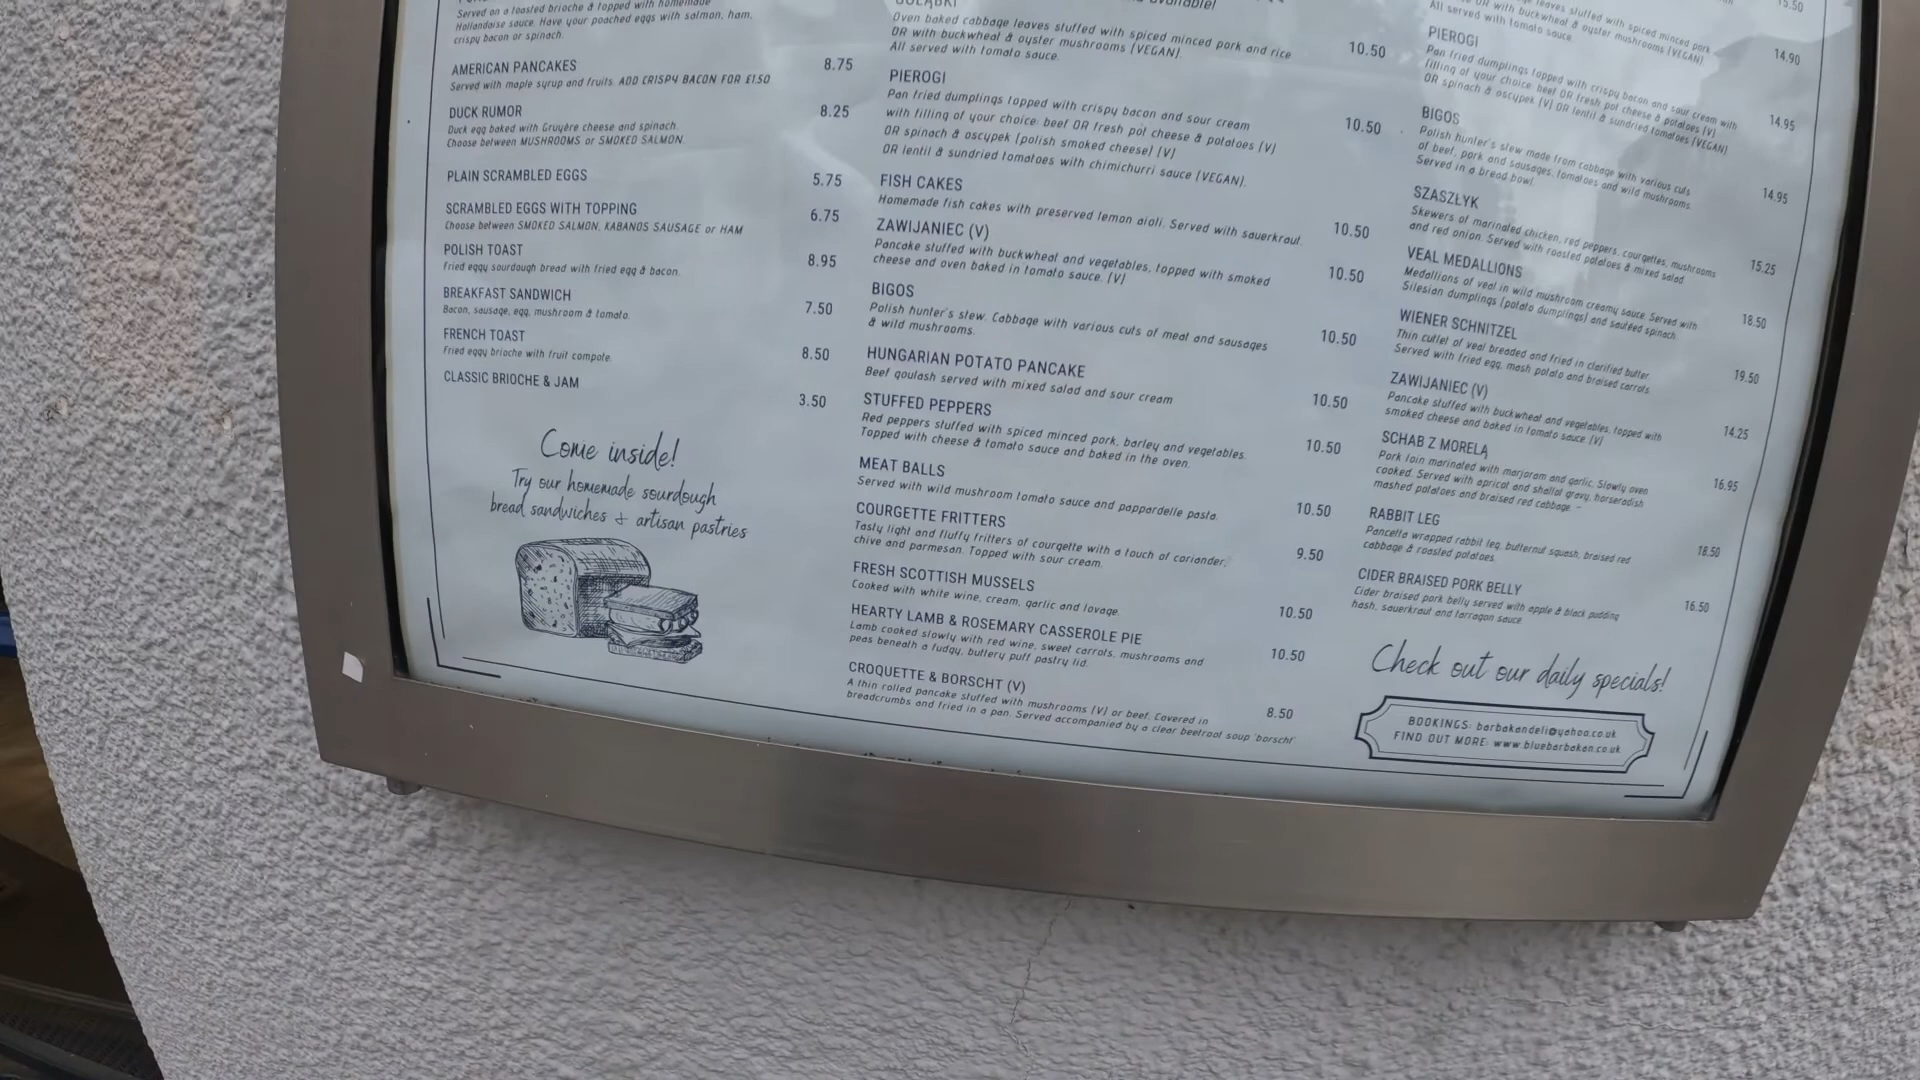 Served on a toasted brioche & topped with homemade
Hollandaise sauce. Have your poached eggs with salmon, ham,
crispy bacon or spinach.
AMERICAN PANCAKES 8.75
Served with maple syrup and fruits. ADD CRISPY BACON FOR £1.50
DUCK RUMOR 8.25
Duck egg baked with Gruyère cheese and spinach.
Choose between MUSHROOMS or SMOKED SALMON.
PLAIN SCRAMBLED EGGS 5.75
SCRAMBLED EGGS WITH TOPPING 6.75
Choose between SMOKED SALMON, KABANOS SAUSAGE or HAM
POLISH TOAST 8.95
Fried eggy sourdough bread with fried egg & bacon.
BREAKFAST SANDWICH 7.50
Bacon, sausage, egg, mushroom & tomato.
FRENCH TOAST 8.50
Fried eggy brioche with fruit compote.
CLASSIC BRIOCHE & JAM 3.50
Come inside!
Try our homemade sourdough
bread sandwiches + artisan pastries
available!
GOŁĄBKI 10.50
Oven baked cabbage leaves stuffed with spiced minced pork and rice
OR with buckwheat & oyster mushrooms (VEGAN).
All served with tomato sauce.
PIEROGI 10.50
Pan fried dumplings topped with crispy bacon and sour cream
with filling of your choice: beef OR fresh pot cheese & potatoes (V)
OR spinach & oscypek (polish smoked cheese) (V)
OR lentil & sundried tomatoes with chimichurri sauce (VEGAN).
FISH CAKES 10.50
Homemade fish cakes with preserved lemon aioli. Served with sauerkraut.
ZAWIJANIEC (V) 10.50
Pancake stuffed with buckwheat and vegetables, topped with smoked
cheese and oven baked in tomato sauce. (V)
BIGOS 10.50
Polish hunter's stew. Cabbage with various cuts of meat and sausages
& wild mushrooms.
HUNGARIAN POTATO PANCAKE 10.50
Beef goulash served with mixed salad and sour cream
STUFFED PEPPERS 10.50
Red peppers stuffed with spiced minced pork, barley and vegetables.
Topped with cheese & tomato sauce and baked in the oven.
MEAT BALLS 10.50
Served with wild mushroom tomato sauce and pappardelle pasta.
COURGETTE FRITTERS 9.50
Tasty light and fluffy fritters of courgette with a touch of coriander,
chive and parmesan. Topped with sour cream.
FRESH SCOTTISH MUSSELS 10.50
Cooked with white wine, cream, garlic and lovage.
HEARTY LAMB & ROSEMARY CASSEROLE PIE 10.50
Lamb cooked slowly with red wine, sweet carrots, mushrooms and
peas beneath a fudgy, buttery puff pastry lid.
CROQUETTE & BORSCHT (V) 8.50
A thin rolled pancake stuffed with mushrooms (V) or beef. Covered in
breadcrumbs and fried in a pan. Served accompanied by a clear beetroot soup 'borscht'
15.50
leaves stuffed with spiced minced pork
OR with buckwheat & oyster mushrooms (VEGAN)
All served with tomato sauce. 14.90
PIEROGI 14.95
Pan fried dumplings topped with crispy bacon and sour cream with
filling of your choice: beef OR fresh pot cheese & potatoes (V)
OR spinach & oscypek (V) OR lentil & sundried tomatoes (VEGAN)
BIGOS 14.95
Polish hunter's stew made from cabbage with various cuts
of beef, pork and sausages, tomatoes and wild mushrooms.
Served in a bread bowl.
SZASZŁYK 15.25
Skewers of marinated chicken, red peppers, courgettes, mushrooms
and red onion. Served with roasted potatoes & mixed salad
VEAL MEDALLIONS 18.50
Medallions of veal in wild mushroom creamy sauce. Served with
Silesian dumplings (potato dumplings) and sautéed spinach.
WIENER SCHNITZEL 19.50
Thin cutlet of veal breaded and fried in clarified butter.
Served with fried egg, mash potato and braised carrots.
ZAWIJANIEC (V) 14.25
Pancake stuffed with buckwheat and vegetables, topped with
smoked cheese and baked in tomato sauce (V)
SCHAB Z MORELĄ 16.95
Pork loin marinated with marjoram and garlic. Slowly oven
cooked. Served with apricot and shallot gravy, horseradish
mashed potatoes and braised red cabbage.
RABBIT LEG 18.50
Pancetta wrapped rabbit leg, butternut squash, braised red
cabbage & roasted potatoes.
CIDER BRAISED PORK BELLY 16.50
Cider braised pork belly served with apple & black pudding
hash, sauerkraut and tarragon sauce
Check out our daily specials!
BOOKINGS: barbakandeli@yahoo.co.uk
FIND OUT MORE: www.bluebarbakan.co.uk